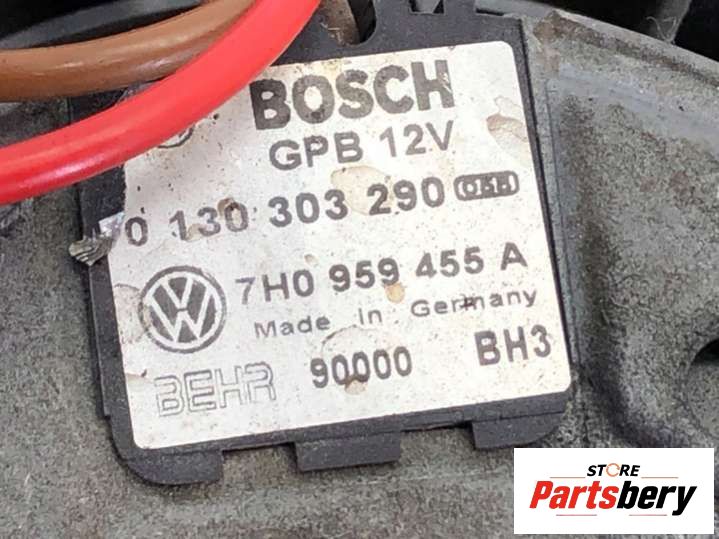 BOSCH
GPB 12V
0 130 303 290
7H0 959 455 A
Made in Germany
BEHR 90000 BH3
STORE
Partsbery